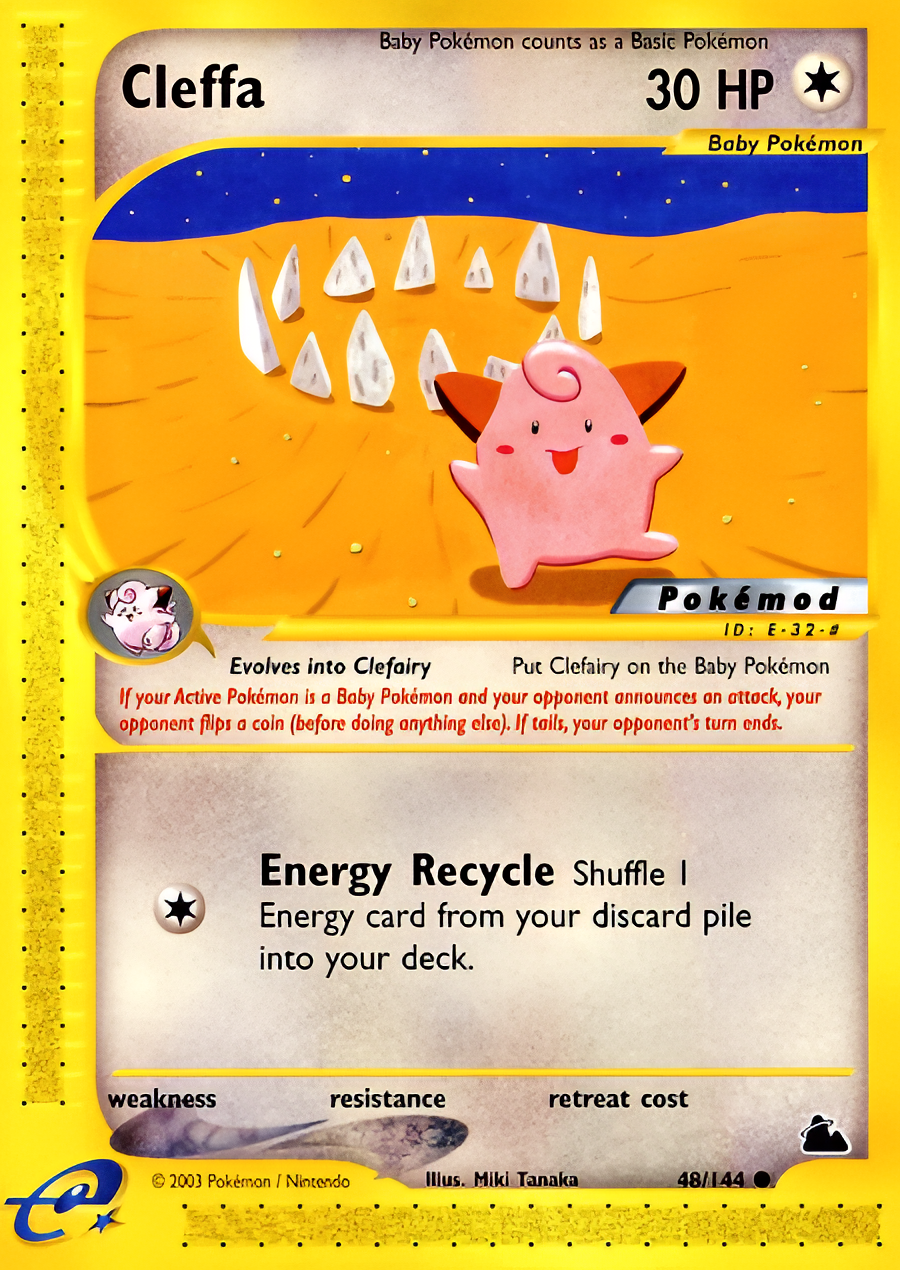 Baby Pokémon counts as a Basic Pokémon
Cleffa
30 HP
Baby Pokémon
Pokémod
ID: E-32-#
Evolves into Clefairy
Put Clefairy on the Baby Pokémon
If your Active Pokémon is a Baby Pokémon and your opponent announces an attack, your
opponent flips a coin (before doing anything else). If tails, your opponent's turn ends.
Energy Recycle Shuffle 1
Energy card from your discard pile
into your deck.
weakness
resistance
retreat cost
© 2003 Pokémon / Nintendo
Illus. Miki Tanaka
48/144
e